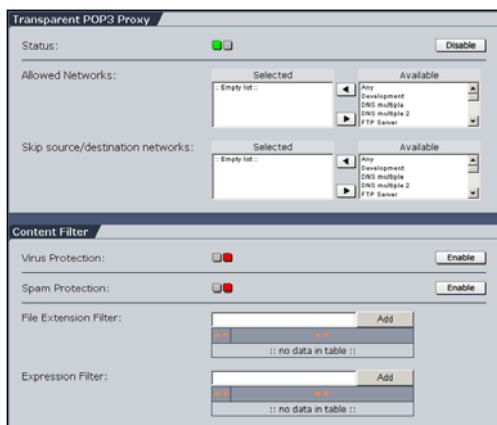 Transparent POP3 Proxy
Status:
Disable
Allowed Networks:
Selected
Available
:: Empty list ::
Any
Development
DNS multiple
DNS multiple 2
FTP Server
Skip source/destination networks:
Selected
Available
:: Empty list ::
Any
Development
DNS multiple
DNS multiple 2
FTP Server
Content Filter
Virus Protection:
Enable
Spam Protection:
Enable
File Extension Filter:
Add
:: no data in table ::
Expression Filter:
Add
:: no data in table ::